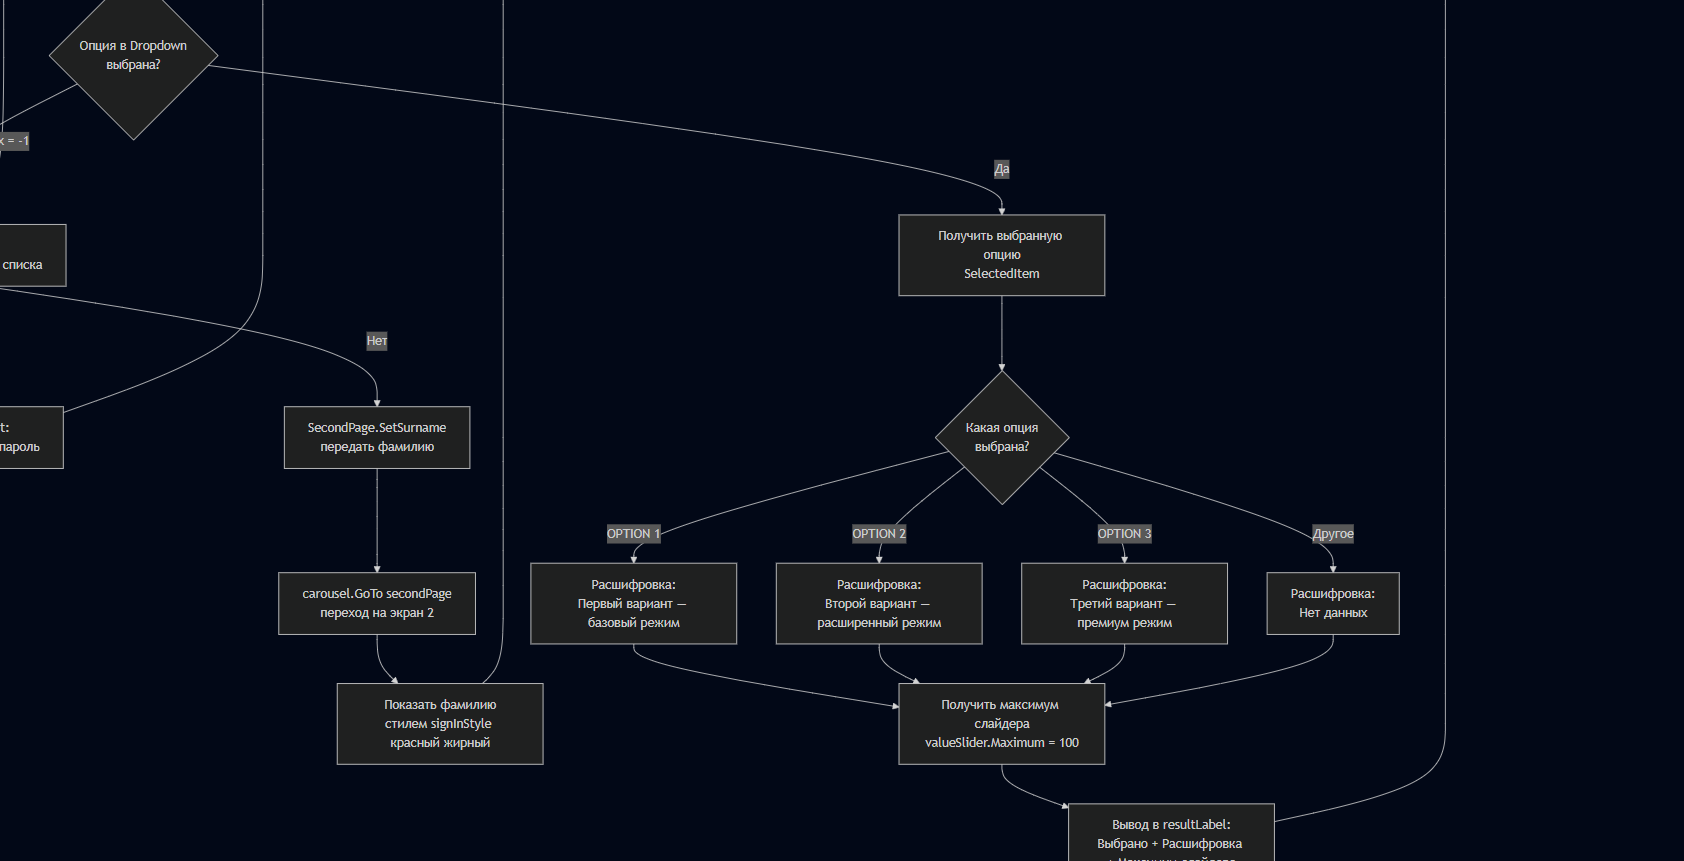 Опция в Dropdown
выбрана?
= -1
Да
Получить выбранную
опцию
SelectedItem
списка
Нет
t:
пароль
SecondPage.SetSurname
передать фамилию
Какая опция
выбрана?
OPTION 1
OPTION 2
OPTION 3
Другое
carousel.GoTo secondPage
переход на экран 2
Расшифровка:
Первый вариант —
базовый режим
Расшифровка:
Второй вариант —
расширенный режим
Расшифровка:
Третий вариант —
премиум режим
Расшифровка:
Нет данных
Показать фамилию
стилем signInStyle
красный жирный
Получить максимум
слайдера
valueSlider.Maximum = 100
Вывод в resultLabel:
Выбрано + Расшифровка